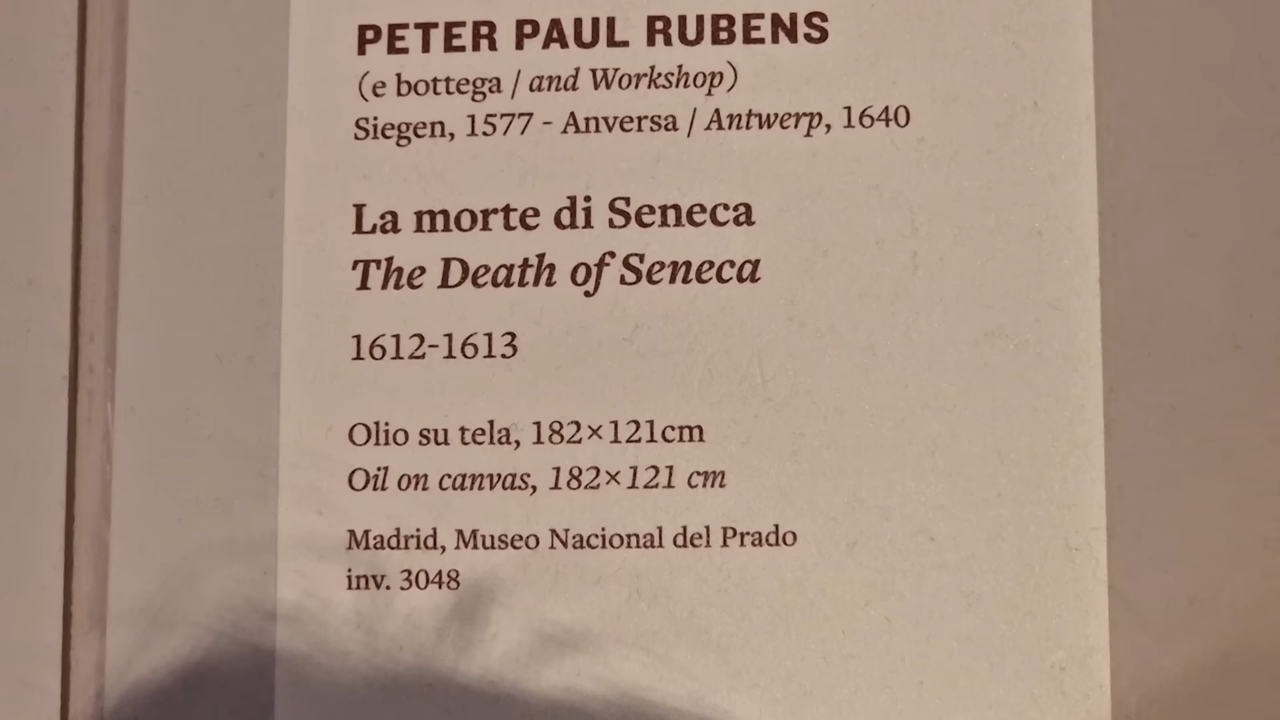 PETER PAUL RUBENS
(e bottega / and Workshop)
Siegen, 1577 - Anversa / Antwerp, 1640
La morte di Seneca
The Death of Seneca
1612-1613
Olio su tela, 182×121cm
Oil on canvas, 182×121 cm
Madrid, Museo Nacional del Prado
inv. 3048